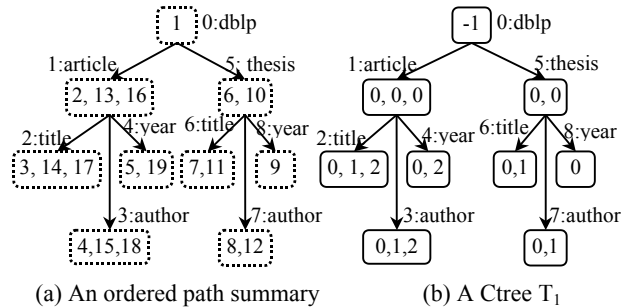 1 0:dblp -1 0:dblp
1:article 5: thesis 1:article 5:thesis
2, 13, 16 6, 10 0, 0, 0 0, 0
2:title 4:year 6:title 8:year 2:title 4:year 6:title 8:year
3, 14, 17 5, 19 7,11 9 0, 1, 2 0, 2 0,1 0
3:author 7:author 3:author 7:author
4,15,18 8,12 0,1,2 0,1
(a) An ordered path summary (b) A Ctree T1